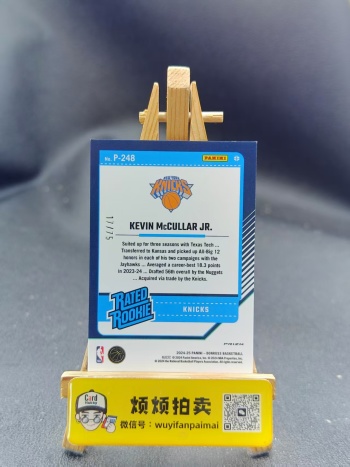 No. P-248
PANINI
NEW YORK
KNICKS
KEVIN McCULLAR JR.
17/75
Suited up for three seasons with Texas Tech ...
Transferred to Kansas and picked up All-Big 12
honors in each of his two campaigns with the
Jayhawks ... Averaged a career-best 18.3 points
in 2023-24 ... Drafted 56th overall by the Nuggets
... Acquired via trade by the Knicks.
RATED
ROOKIE
KNICKS
2024-25 PANINI - DONRUSS BASKETBALL
Card
烦烦拍卖
微信号：wuyifanpaimai